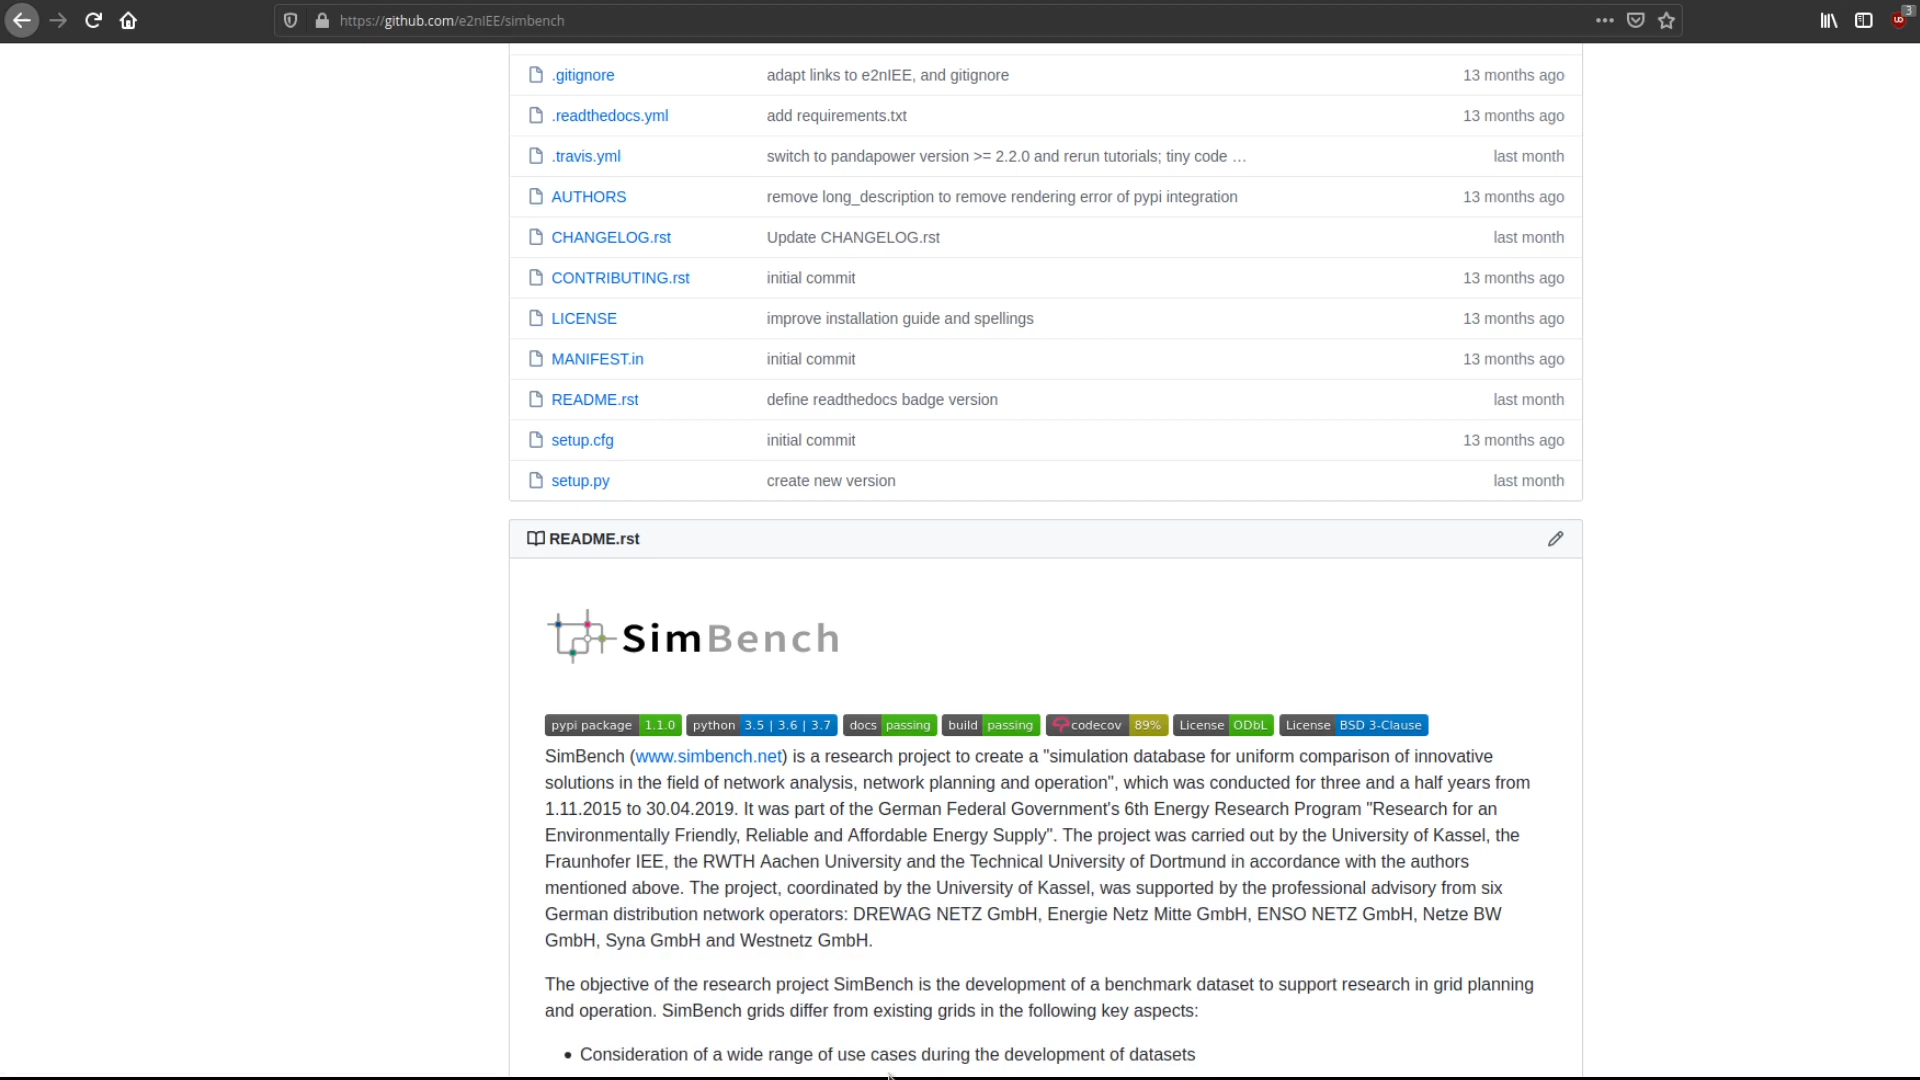 https://github.com/e2nIEE/simbench
3
.gitignore adapt links to e2nIEE, and gitignore 13 months ago
.readthedocs.yml add requirements.txt 13 months ago
.travis.yml switch to pandapower version >= 2.2.0 and rerun tutorials; tiny code … last month
AUTHORS remove long_description to remove rendering error of pypi integration 13 months ago
CHANGELOG.rst Update CHANGELOG.rst last month
CONTRIBUTING.rst initial commit 13 months ago
LICENSE improve installation guide and spellings 13 months ago
MANIFEST.in initial commit 13 months ago
README.rst define readthedocs badge version last month
setup.cfg initial commit 13 months ago
setup.py create new version last month
README.rst
SimBench
pypi package 1.1.0 python 3.5 | 3.6 | 3.7 docs passing build passing codecov 89% License ODbL License BSD 3-Clause
SimBench (www.simbench.net) is a research project to create a "simulation database for uniform comparison of innovative
solutions in the field of network analysis, network planning and operation", which was conducted for three and a half years from
1.11.2015 to 30.04.2019. It was part of the German Federal Government's 6th Energy Research Program "Research for an
Environmentally Friendly, Reliable and Affordable Energy Supply". The project was carried out by the University of Kassel, the
Fraunhofer IEE, the RWTH Aachen University and the Technical University of Dortmund in accordance with the authors
mentioned above. The project, coordinated by the University of Kassel, was supported by the professional advisory from six
German distribution network operators: DREWAG NETZ GmbH, Energie Netz Mitte GmbH, ENSO NETZ GmbH, Netze BW
GmbH, Syna GmbH and Westnetz GmbH.
The objective of the research project SimBench is the development of a benchmark dataset to support research in grid planning
and operation. SimBench grids differ from existing grids in the following key aspects:
• Consideration of a wide range of use cases during the development of datasets